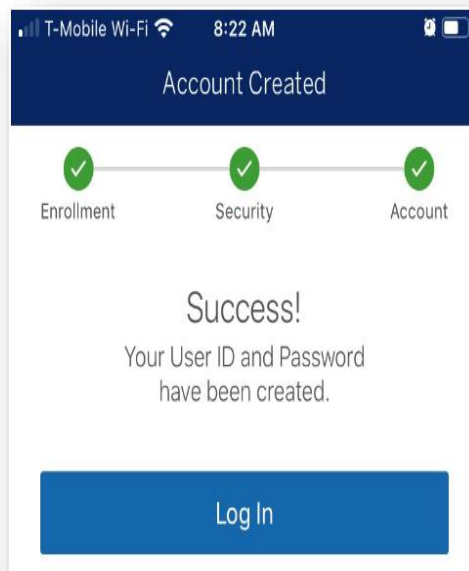 T-Mobile Wi-Fi 8:22 AM
Account Created
Enrollment Security Account
Success!
Your User ID and Password
have been created.
Log In